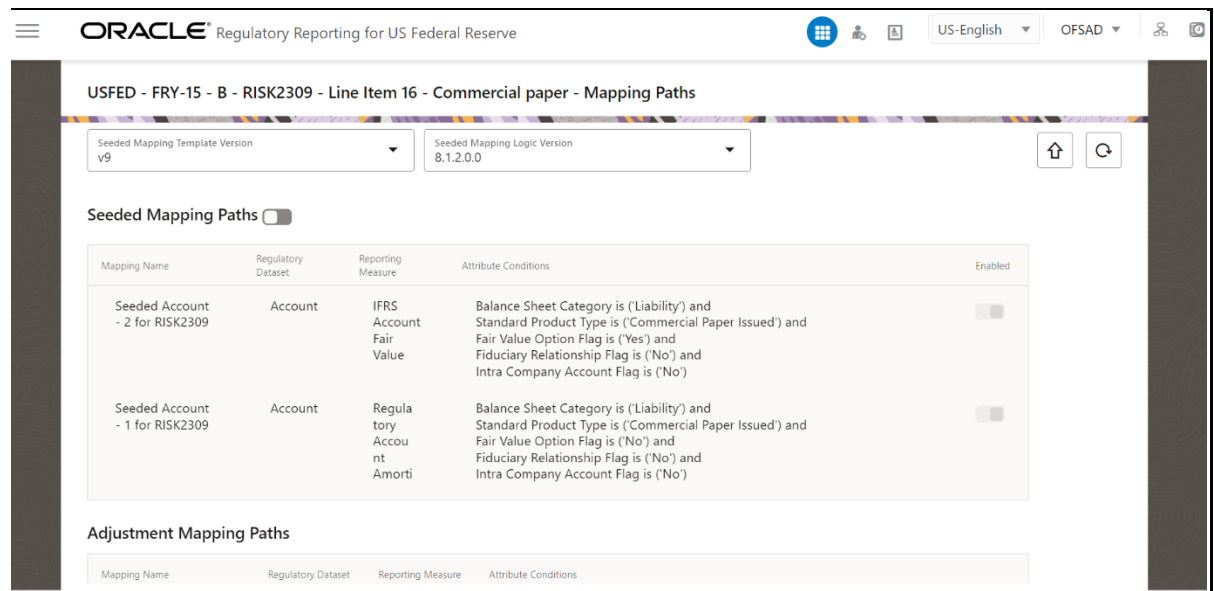 ORACLE® Regulatory Reporting for US Federal Reserve
US-English
OFSAD
USFED - FRY-15 - B - RISK2309 - Line Item 16 - Commercial paper - Mapping Paths
Seeded Mapping Template Version
v9
Seeded Mapping Logic Version
8.1.2.0.0
Seeded Mapping Paths
Mapping Name
Regulatory
Dataset
Reporting
Measure
Attribute Conditions
Enabled
Seeded Account
- 2 for RISK2309
Account
IFRS
Account
Fair
Value
Balance Sheet Category is ('Liability') and
Standard Product Type is ('Commercial Paper Issued') and
Fair Value Option Flag is ('Yes') and
Fiduciary Relationship Flag is ('No') and
Intra Company Account Flag is ('No')
Seeded Account
- 1 for RISK2309
Account
Regula
tory
Accou
nt
Amorti
Balance Sheet Category is ('Liability') and
Standard Product Type is ('Commercial Paper Issued') and
Fair Value Option Flag is ('No') and
Fiduciary Relationship Flag is ('No') and
Intra Company Account Flag is ('No')
Adjustment Mapping Paths
Mapping Name
Regulatory Dataset
Reporting Measure
Attribute Conditions